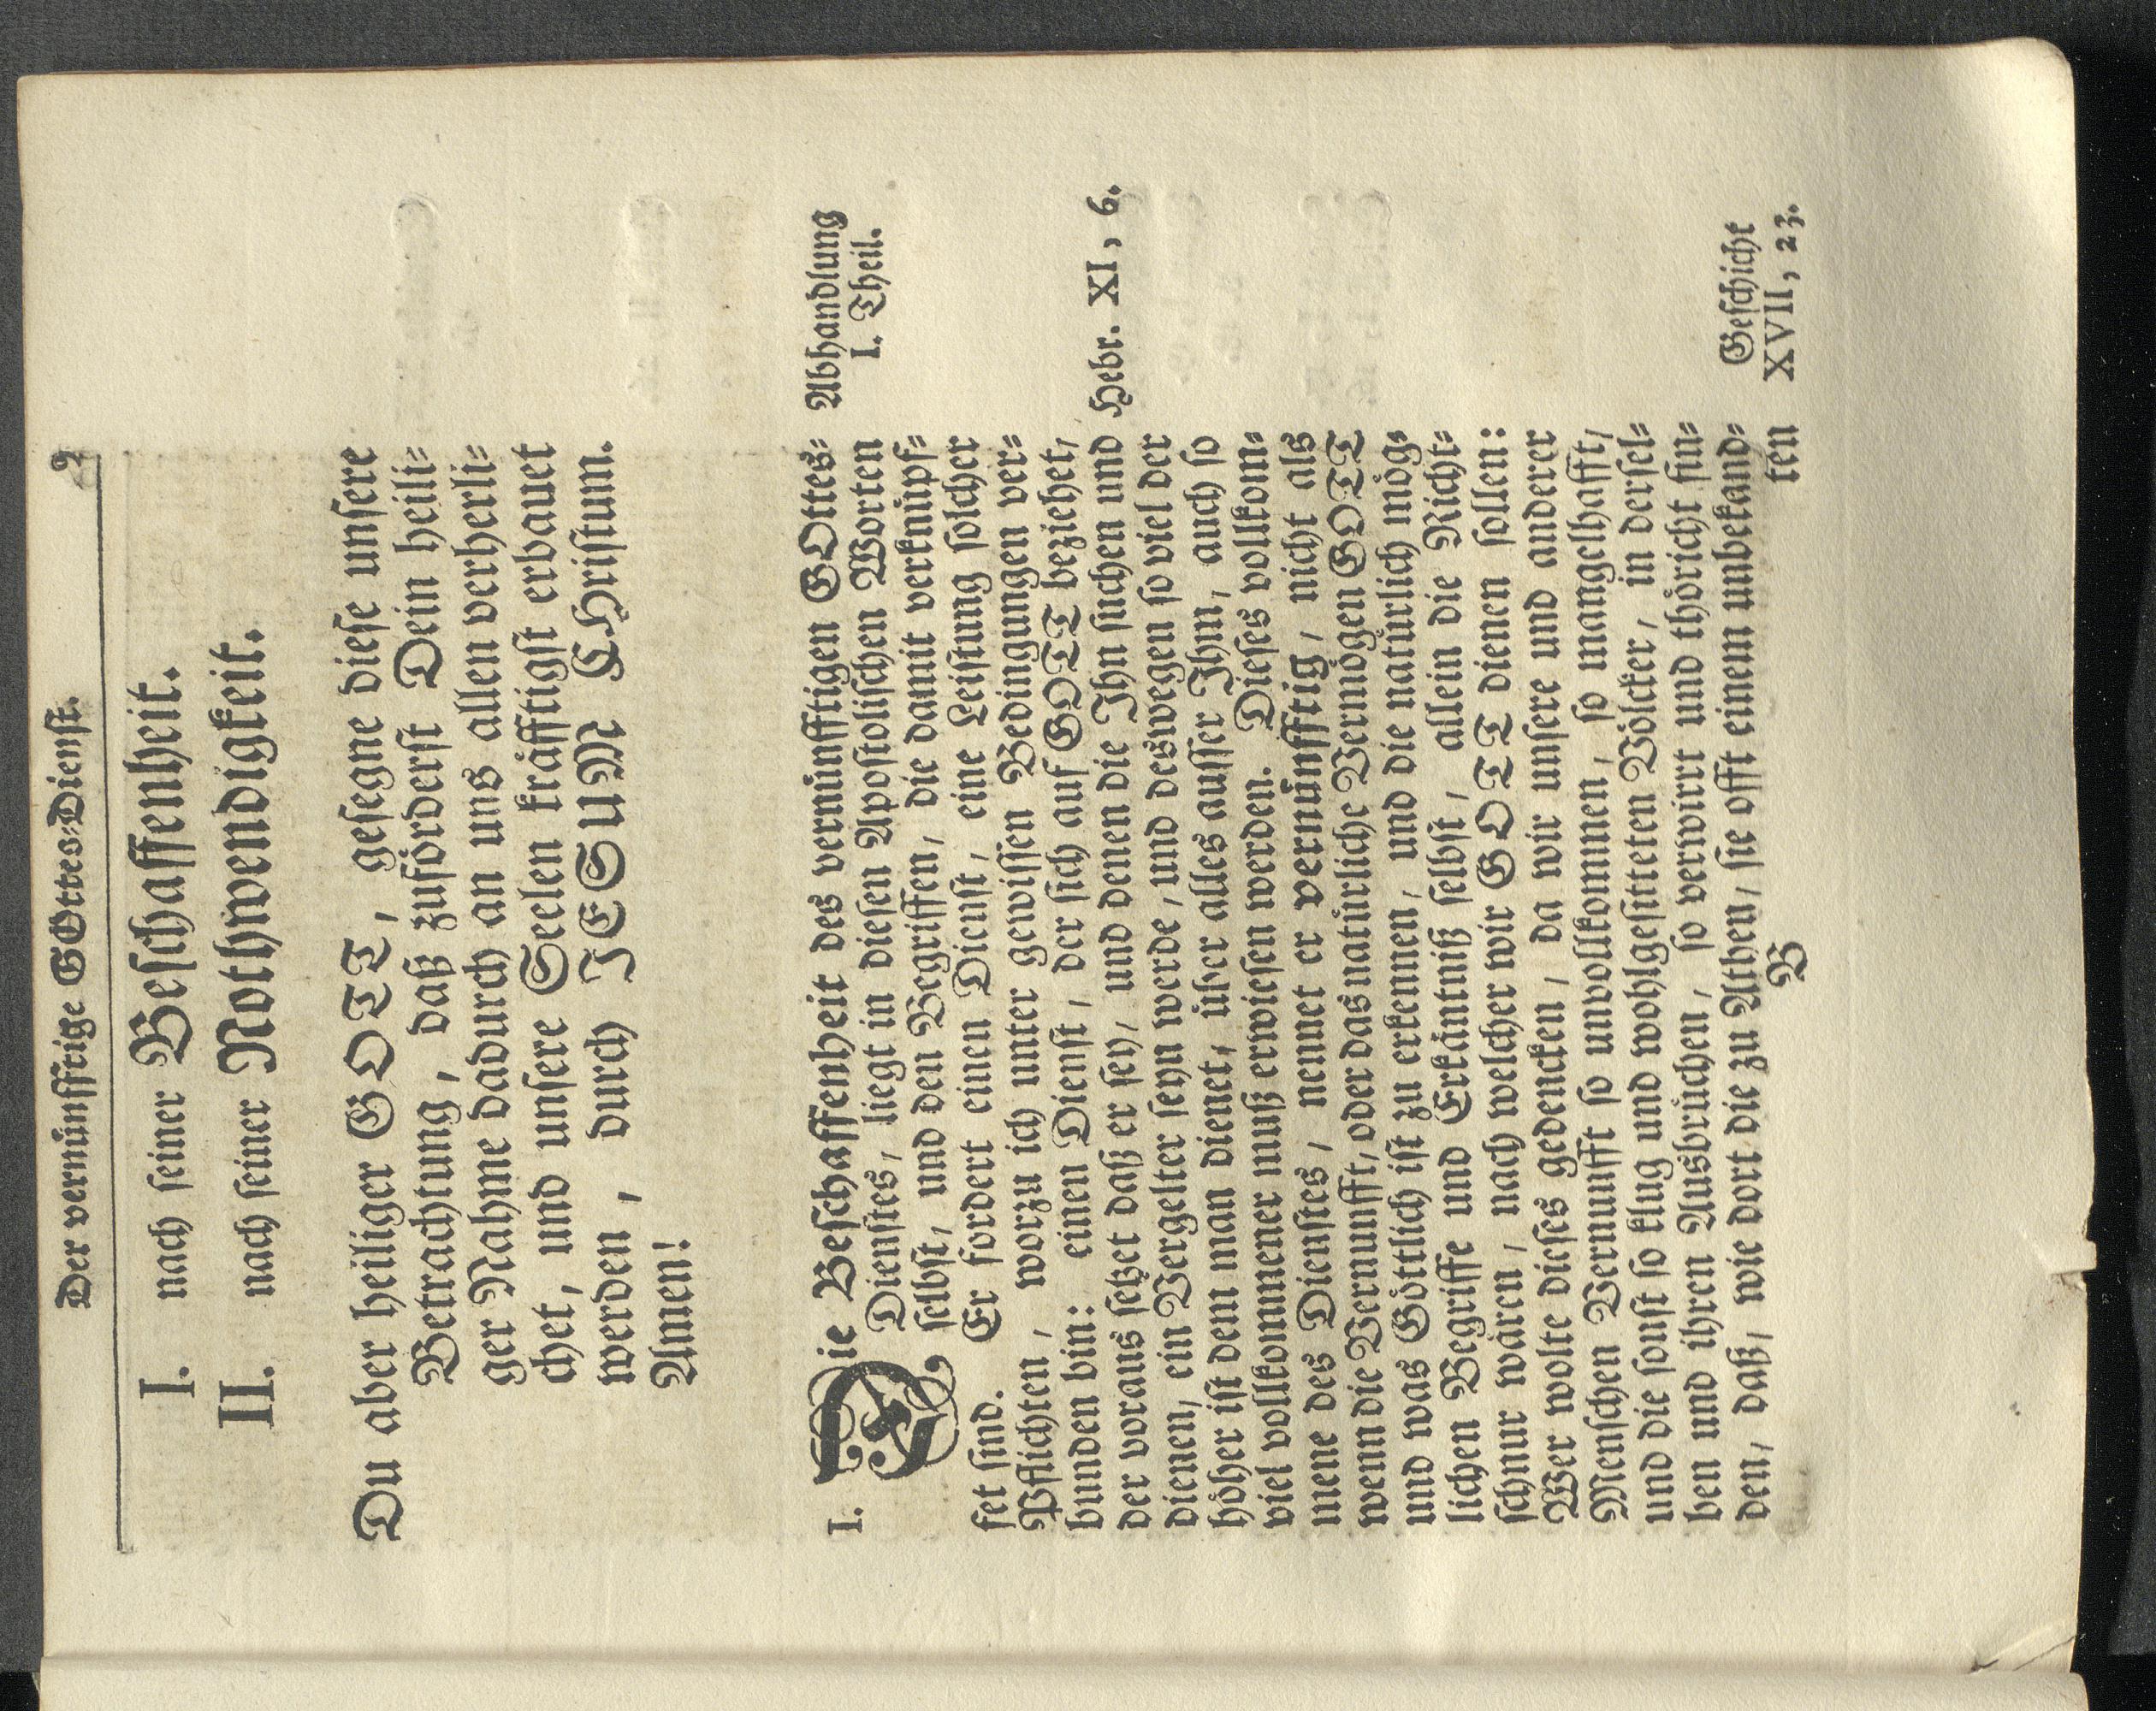 Der vernünfftige GOttes-Dienst. 9
I. nach seiner Beschaffenheit.
II. nach seiner Nothwendigkeit.
Du aber heiliger GOTT, gesegne diese unsere
Betrachtung, daß zuförderst Dein heili-
ger Nahme dadurch an uns allen verherli-
chet, und unsere Seelen kräfftigst erbauet
werden, durch JESUM CHristum.
Amen!
I. Die Beschaffenheit des vernünfftigen GOttes-
Dienstes, liegt in diesen Apostolischen Worten
selbst, und den Begriffen, die damit verknüpf-
fet sind. Er fordert einen Dienst, eine Leistung solcher
Pflichten, worzu ich unter gewissen Bedingungen ver-
bunden bin: einen Dienst, der sich auf GOTT beziehet,
der voraus setzet daß er sey, und denen die Ihn suchen und
dienen, ein Vergelter seyn werde, und deswegen so viel der
höher ist dem man dienet, über alles ausser Ihm, auch so
viel vollkommener muß erwiesen werden. Dieses vollkom-
mene des Dienstes, nennet er vernünfftig, nicht als
wenn die Vernunfft, oder das natürliche Vermögen GOTT
und was Göttlich ist zu erkennen, und die natürlich mög-
lichen Begriffe und Erkäntniß selbst, allein die Richt-
schnur wären, nach welcher wir GOTT dienen sollen:
Wer wolte dieses gedencken, da wir unsere und anderer
Menschen Vernunfft so unvollkommen, so mangelhafft,
und die sonst so klug und wohlgesitteten Völcker, in dersel-
ben und ihren Ausbrüchen, so verwirrt und thöricht fin-
den, daß, wie dort die zu Athen, sie offt einem unbekand-
B ten
Abhandlung
I. Theil.
Hebr. XI, 6.
Geschicht
XVII, 23.